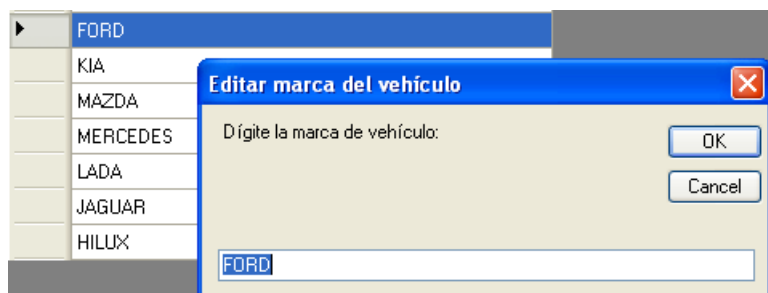 FORD
KIA
MAZDA
MERCEDES
LADA
JAGUAR
HILUX
Editar marca del vehículo
Dígite la marca de vehículo:
OK
Cancel
FORD